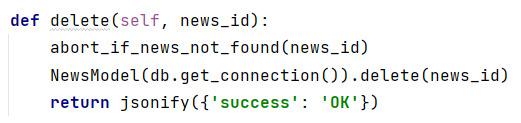 def delete(self, news_id):
    abort_if_news_not_found(news_id)
    NewsModel(db.get_connection()).delete(news_id)
    return jsonify({'success': 'OK'})